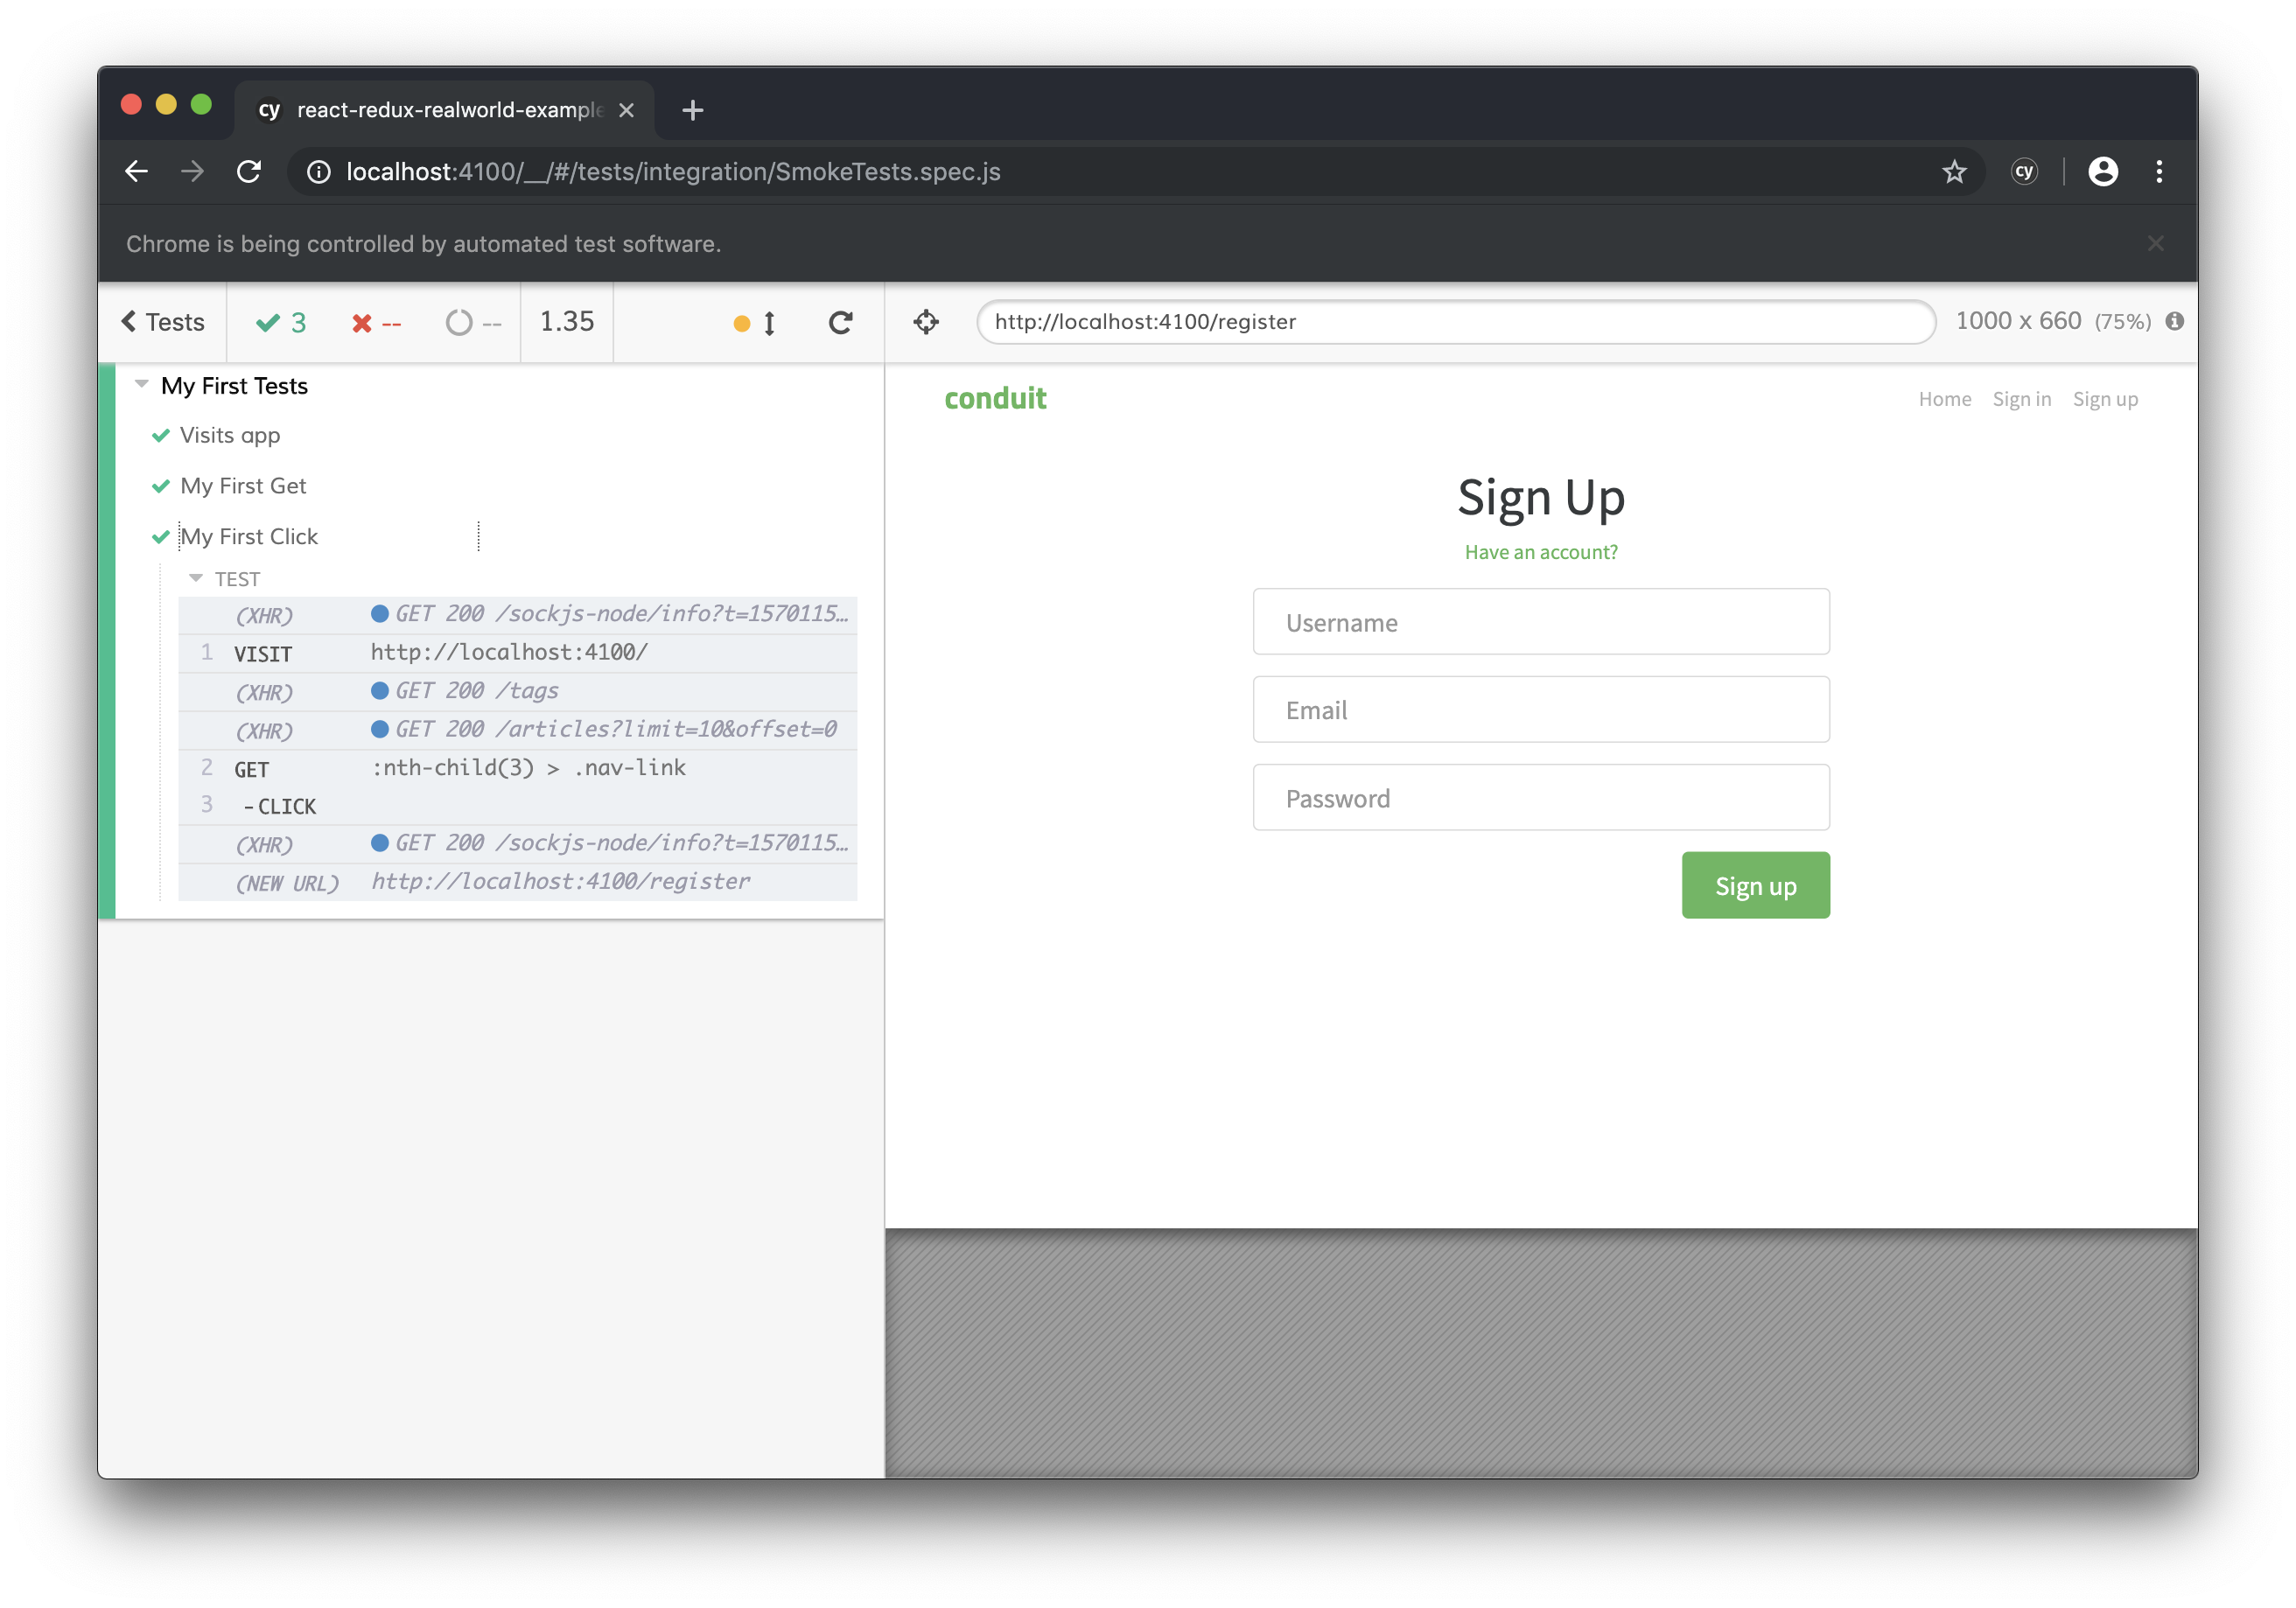 cy react-redux-realworld-example
localhost:4100/__/#/tests/integration/SmokeTests.spec.js cy
Chrome is being controlled by automated test software.
Tests 3 -- -- 1.35 http://localhost:4100/register 1000 x 660 (75%)
My First Tests
Visits app
My First Get
My First Click
TEST
(XHR) GET 200 /sockjs-node/info?t=1570115…
1 VISIT http://localhost:4100/
(XHR) GET 200 /tags
(XHR) GET 200 /articles?limit=10&offset=0
2 GET :nth-child(3) > .nav-link
3 -CLICK
(XHR) GET 200 /sockjs-node/info?t=1570115…
(NEW URL) http://localhost:4100/register
conduit Home Sign in Sign up
Sign Up
Have an account?
Username
Email
Password
Sign up